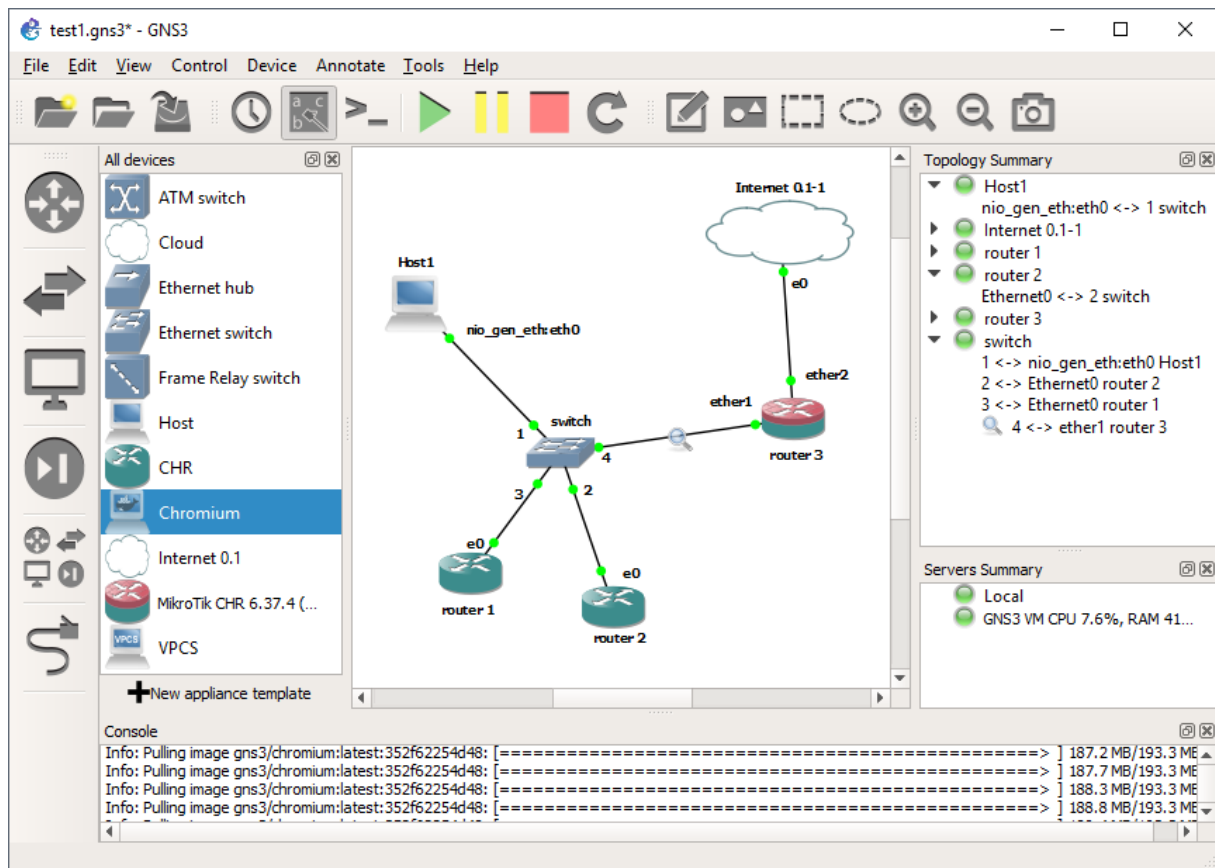 test1.gns3* - GNS3
File Edit View Control Device Annotate Tools Help
All devices
ATM switch
Cloud
Ethernet hub
Ethernet switch
Frame Relay switch
Host
CHR
Chromium
Internet 0.1
MikroTik CHR 6.37.4 (...
VPCS
New appliance template
Internet 0.1-1
e0
Host1
nio_gen_eth:eth0
ether2
ether1
router 3
switch
1
4
3
2
e0
router 1
e0
router 2
Topology Summary
Host1
nio_gen_eth:eth0 <-> 1 switch
Internet 0.1-1
router 1
router 2
Ethernet0 <-> 2 switch
router 3
switch
1 <-> nio_gen_eth:eth0 Host1
2 <-> Ethernet0 router 2
3 <-> Ethernet0 router 1
4 <-> ether1 router 3
Servers Summary
Local
GNS3 VM CPU 7.6%, RAM 41...
Console
Info: Pulling image gns3/chromium:latest:352f62254d48: [==================================================> ] 187.2 MB/193.3 MB
Info: Pulling image gns3/chromium:latest:352f62254d48: [==================================================> ] 187.7 MB/193.3 MB
Info: Pulling image gns3/chromium:latest:352f62254d48: [==================================================> ] 188.3 MB/193.3 MB
Info: Pulling image gns3/chromium:latest:352f62254d48: [==================================================> ] 188.8 MB/193.3 MB